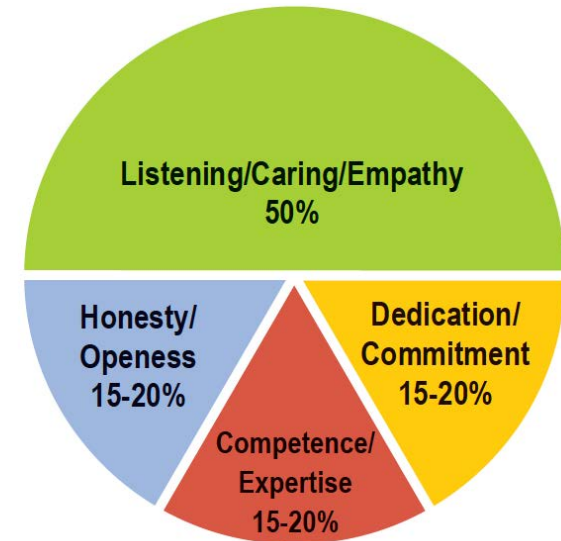 Listening/Caring/Empathy
50%
Honesty/
Openess
15-20%
Dedication/
Commitment
15-20%
Competence/
Expertise
15-20%